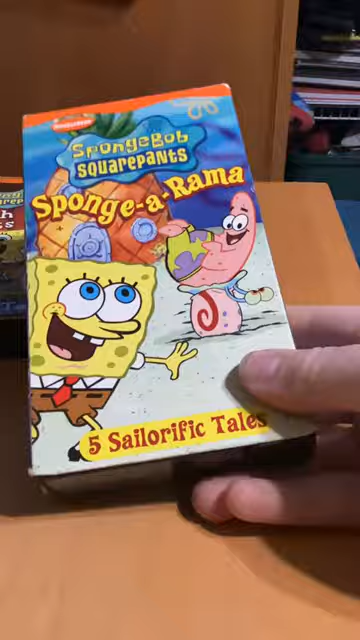 NICKELODEON
SpongeBob
SQUAREPANTS
Sponge-a-Rama
5 Sailorific Tales